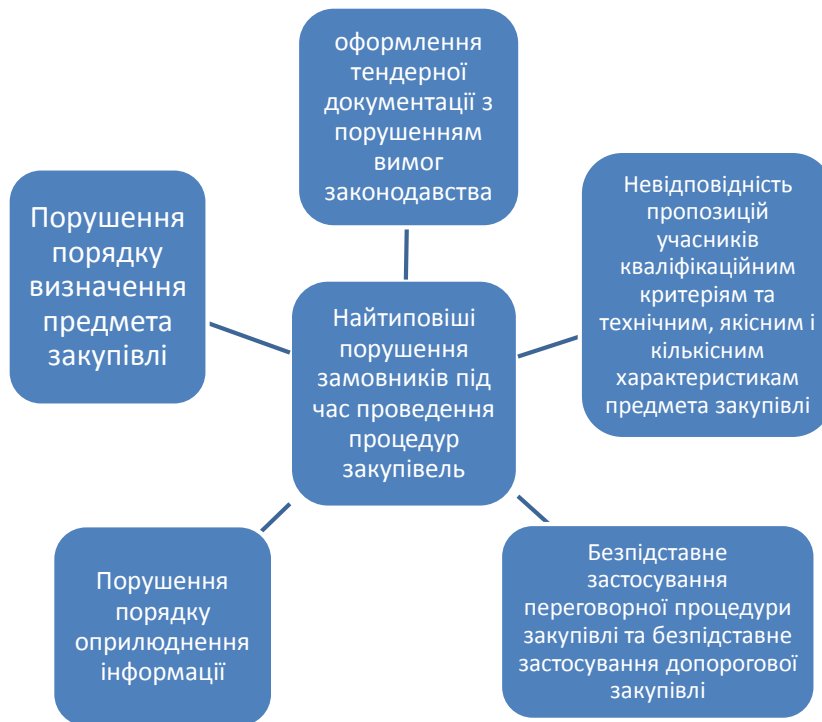 оформлення
тендерної
документації з
порушенням
вимог
законодавства
Невідповідність
пропозицій
учасників
кваліфікаційним
критеріям та
технічним, якісним і
кількісним
характеристикам
предмета закупівлі
Порушення
порядку
визначення
предмета
закупівлі
Найтиповіші
порушення
замовників під
час проведення
процедур
закупівель
Безпідставне
застосування
переговорної процедури
закупівлі та безпідставне
застосування допорогової
закупівлі
Порушення
порядку
оприлюднення
інформації